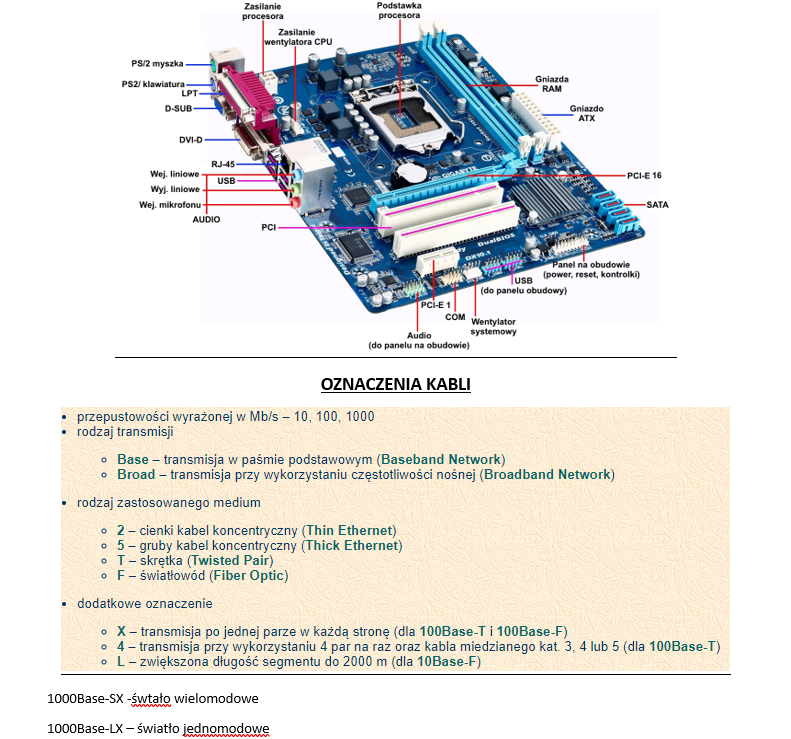 Zasilanie
procesora
Podstawka
procesora
Zasilanie
wentylatora CPU
PS/2 myszka
PS2/ klawiatura
LPT
D-SUB
DVI-D
RJ-45
Wej. liniowe
USB
Wyj. liniowe
Wej. mikrofonu
AUDIO
PCI
Gniazda
RAM
Gniazdo
ATX
PCI-E 16
SATA
GIGABYTE
DualBIOS
DX10.1
Panel na obudowie
(power, reset, kontrolki)
USB
(do panelu obudowy)
PCI-E 1
COM
Wentylator
systemowy
Audio
(do panelu na obudowie)
OZNACZENIA KABLI
• przepustowości wyrażonej w Mb/s – 10, 100, 1000
• rodzaj transmisji
○ Base – transmisja w paśmie podstawowym (Baseband Network)
○ Broad – transmisja przy wykorzystaniu częstotliwości nośnej (Broadband Network)
• rodzaj zastosowanego medium
○ 2 – cienki kabel koncentryczny (Thin Ethernet)
○ 5 – gruby kabel koncentryczny (Thick Ethernet)
○ T – skrętka (Twisted Pair)
○ F – światłowód (Fiber Optic)
• dodatkowe oznaczenie
○ X – transmisja po jednej parze w każdą stronę (dla 100Base-T i 100Base-F)
○ 4 – transmisja przy wykorzystaniu 4 par na raz oraz kabla miedzianego kat. 3, 4 lub 5 (dla 100Base-T)
○ L – zwiększona długość segmentu do 2000 m (dla 10Base-F)
1000Base-SX -śwtało wielomodowe
1000Base-LX – światło jednomodowe